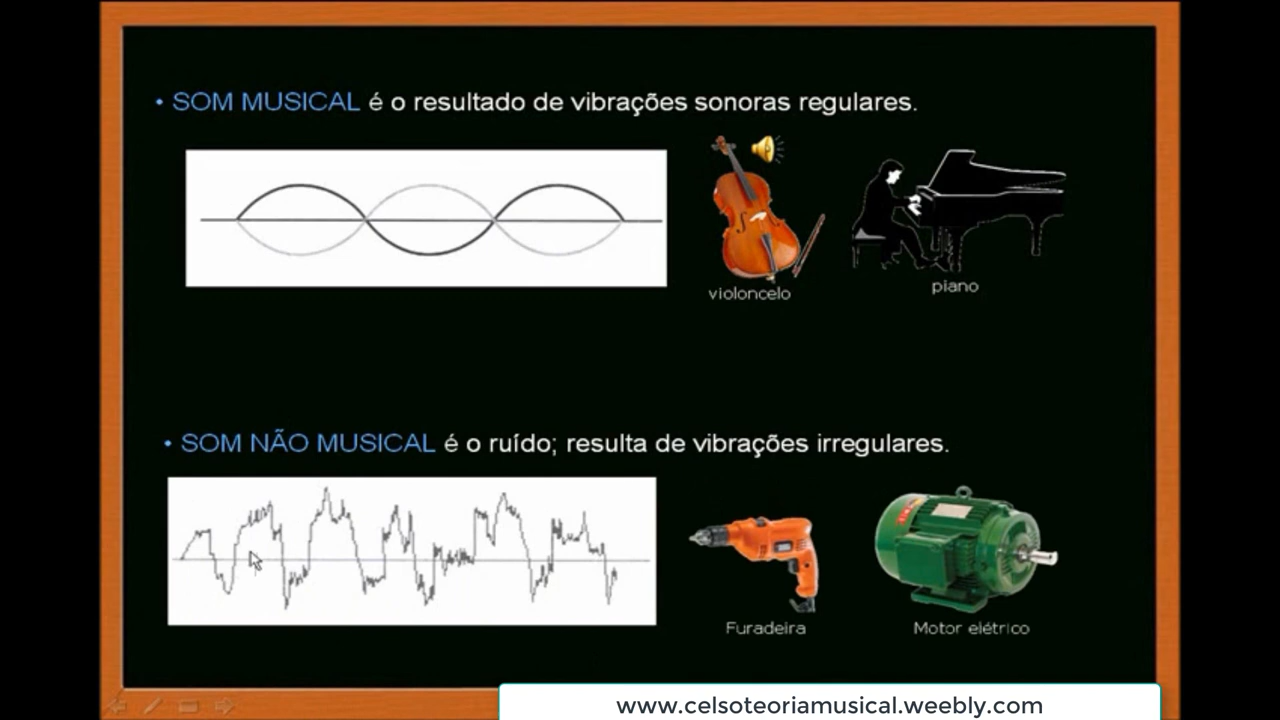 • SOM MUSICAL é o resultado de vibrações sonoras regulares.
violoncelo
piano
• SOM NÃO MUSICAL é o ruído; resulta de vibrações irregulares.
Furadeira
Motor elétrico
www.celsoteoriamusical.weebly.com